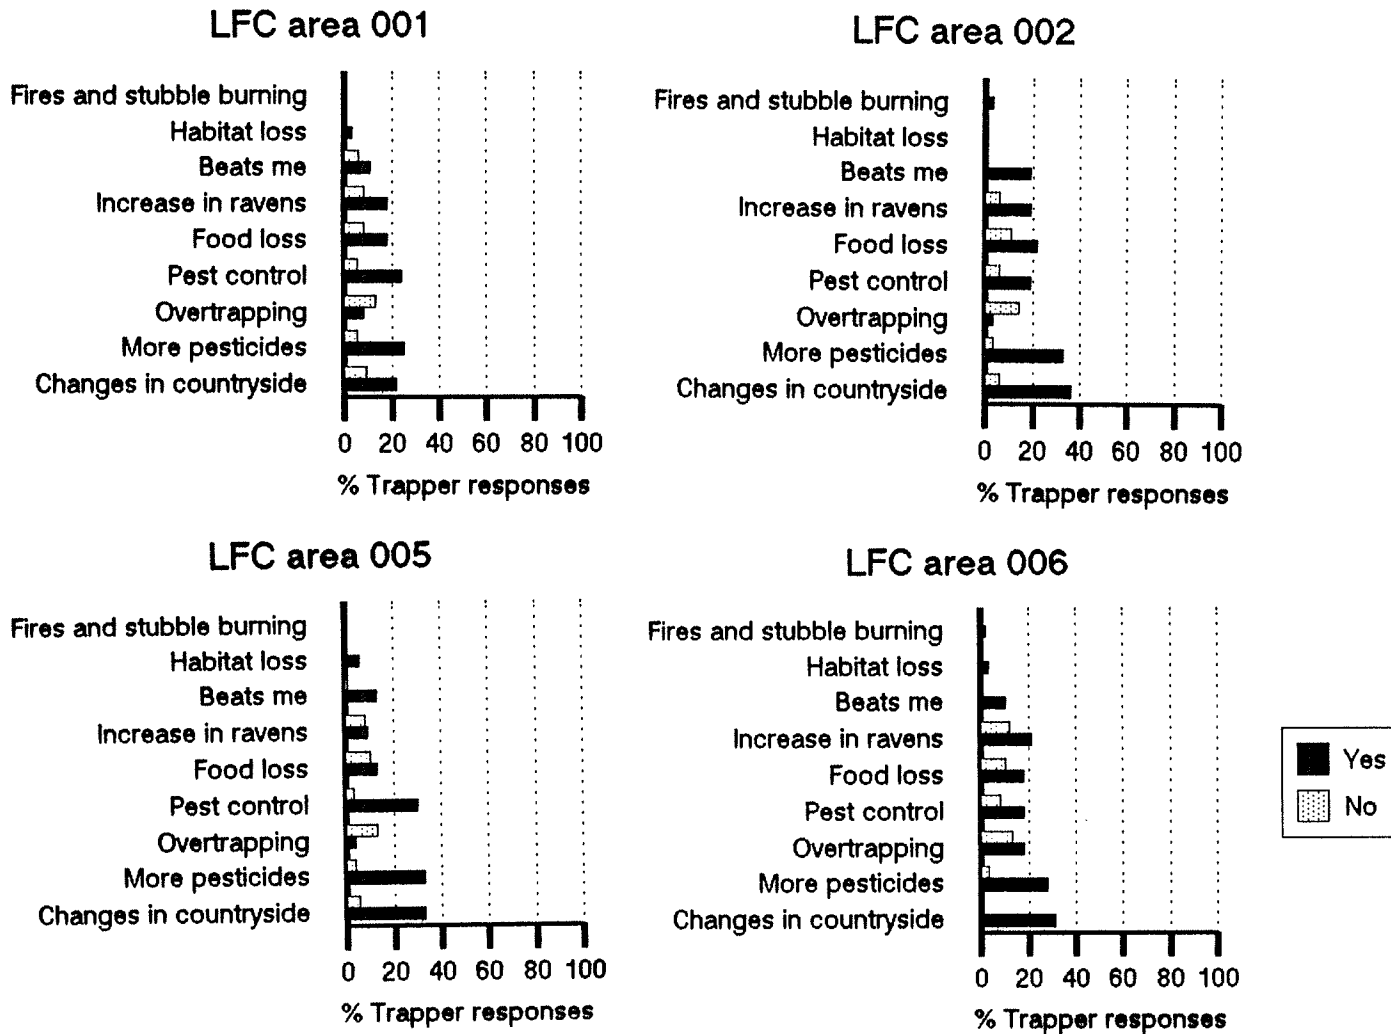 LFC area 001
Fires and stubble burning
Habitat loss
Beats me
Increase in ravens
Food loss
Pest control
Overtrapping
More pesticides
Changes in countryside
0 20 40 60 80 100
% Trapper responses
LFC area 002
Fires and stubble burning
Habitat loss
Beats me
Increase in ravens
Food loss
Pest control
Overtrapping
More pesticides
Changes in countryside
0 20 40 60 80 100
% Trapper responses
LFC area 005
Fires and stubble burning
Habitat loss
Beats me
Increase in ravens
Food loss
Pest control
Overtrapping
More pesticides
Changes in countryside
0 20 40 60 80 100
% Trapper responses
LFC area 006
Fires and stubble burning
Habitat loss
Beats me
Increase in ravens
Food loss
Pest control
Overtrapping
More pesticides
Changes in countryside
0 20 40 60 80 100
% Trapper responses
Yes
No